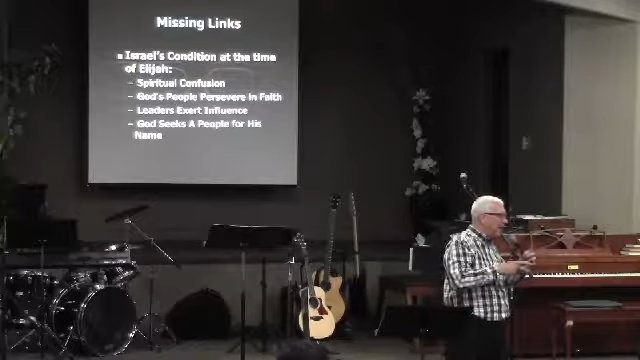 Missing Links
Israel's Condition at the time
of Elijah:
– Spiritual Confusion
– God's People Persevere in Faith
– Leaders Exert Influence
– God Seeks A People for His
Name